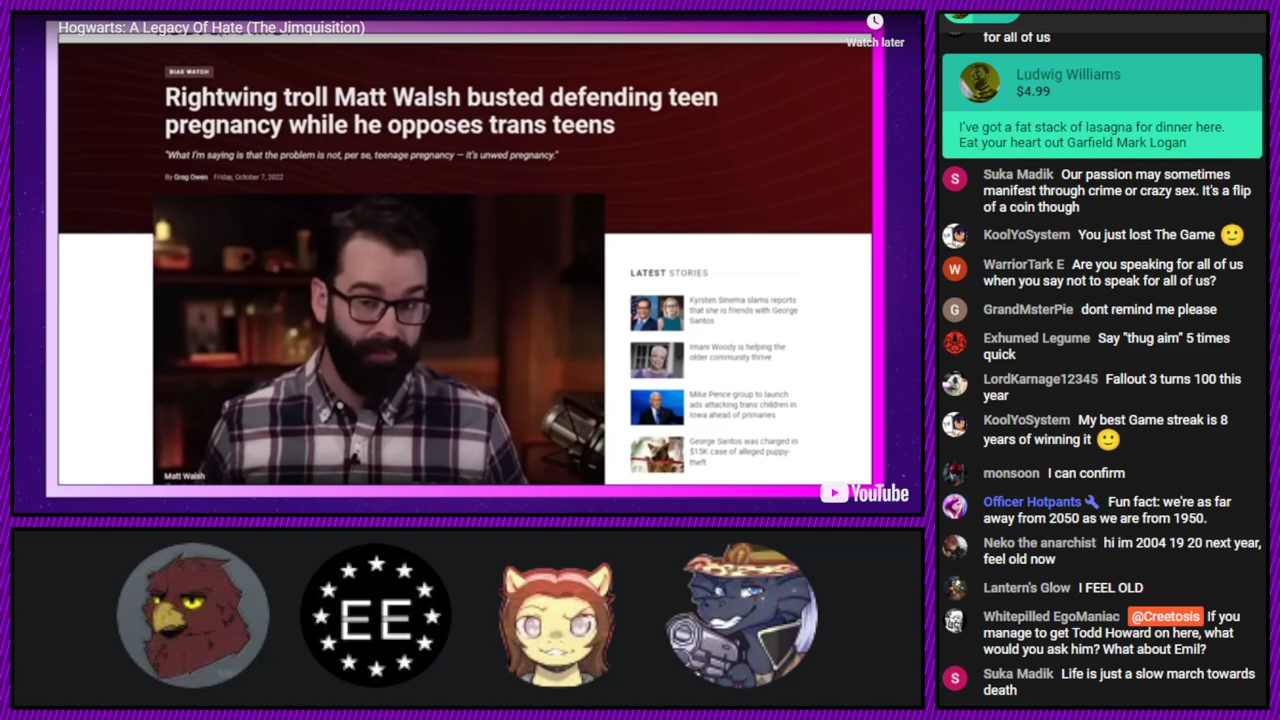 Hogwarts: A Legacy Of Hate (The Jimquisition)
Watch later
BIAS WATCH
Rightwing troll Matt Walsh busted defending teen
pregnancy while he opposes trans teens
"What I'm saying is that the problem is not, per se, teenage pregnancy — it's unwed pregnancy."
By Greg Owen Friday, October 7, 2022
Matt Walsh
LATEST STORIES
Kyrsten Sinema slams reports
that she is friends with George
Santos
Imani Woody is helping the
older community thrive
Mike Pence group to launch
ads attacking trans children in
Iowa ahead of primaries
George Santos was charged in
$15K case of alleged puppy-
theft
YouTube
EE
for all of us
Ludwig Williams
$4.99
I've got a fat stack of lasagna for dinner here.
Eat your heart out Garfield Mark Logan
S
Suka Madik Our passion may sometimes
manifest through crime or crazy sex. It's a flip
of a coin though
KoolYoSystem You just lost The Game
W
WarriorTark E Are you speaking for all of us
when you say not to speak for all of us?
G
GrandMsterPie dont remind me please
Exhumed Legume Say "thug aim" 5 times
quick
LordKarnage12345 Fallout 3 turns 100 this
year
KoolYoSystem My best Game streak is 8
years of winning it
monsoon I can confirm
Officer Hotpants Fun fact: we're as far
away from 2050 as we are from 1950.
Neko the anarchist hi im 2004 19 20 next year,
feel old now
Lantern's Glow I FEEL OLD
Whitepilled EgoManiac @Creetosis If you
manage to get Todd Howard on here, what
would you ask him? What about Emil?
S
Suka Madik Life is just a slow march towards
death